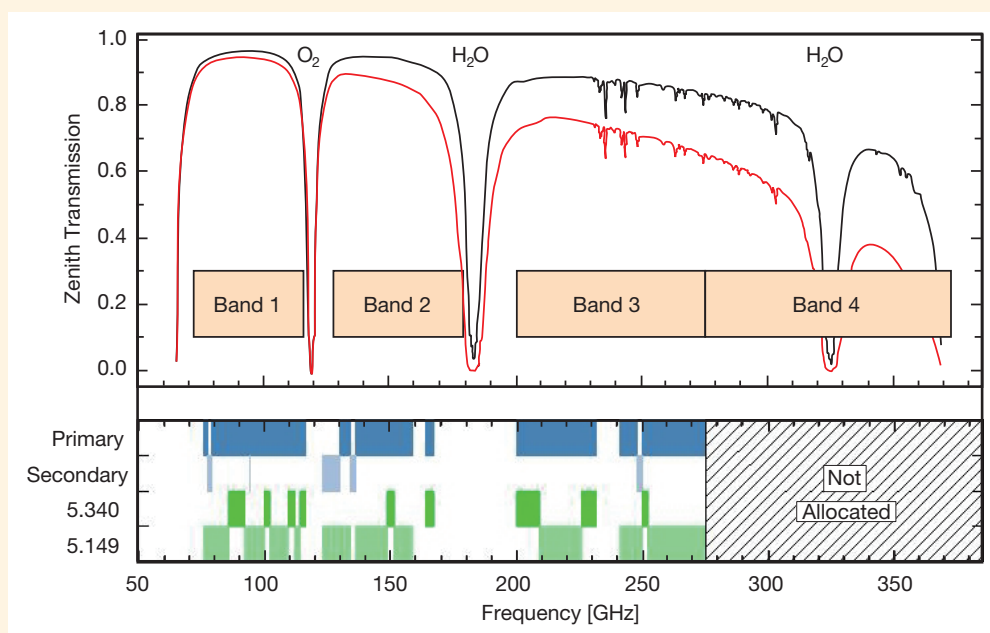 1.0
O₂
H₂O
H₂O
0.8
0.6
0.4
0.2
0.0
Zenith Transmission
Band 1
Band 2
Band 3
Band 4
Primary
Secondary
5.340
5.149
Not
Allocated
50
100
150
200
250
300
350
Frequency [GHz]